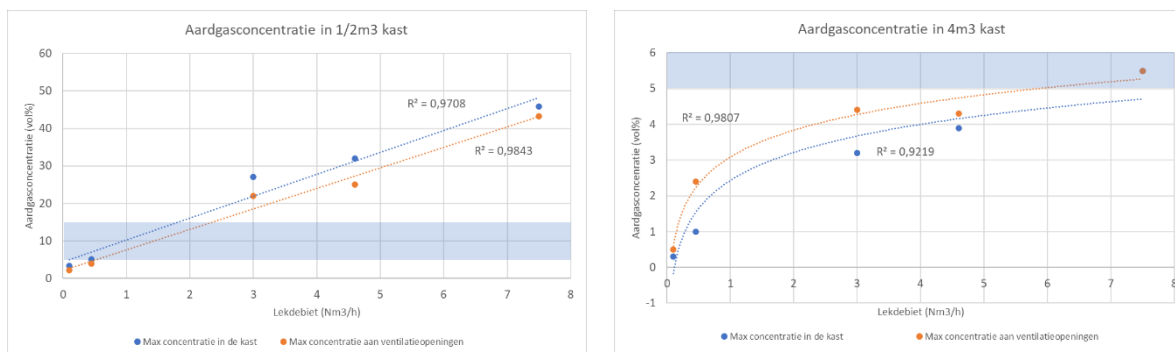 Aardgasconcentratie in 1/2m3 kast
Aardgasconcentratie (vol%)
60
50
40
30
20
10
0
R² = 0,9708
R² = 0,9843
0 1 2 3 4 5 6 7 8
Lekdebiet (Nm3/h)
Max concentratie in de kast Max concentratie aan ventilatieopeningen
Aardgasconcentratie in 4m3 kast
Aardgasconcenratie (vol%)
6
5
4
3
2
1
0
-1
R² = 0,9807
R² = 0,9219
0 1 2 3 4 5 6 7 8
Lekdebiet (Nm3/h)
Max concentratie in de kast Max concentratie aan ventilatieopeningen